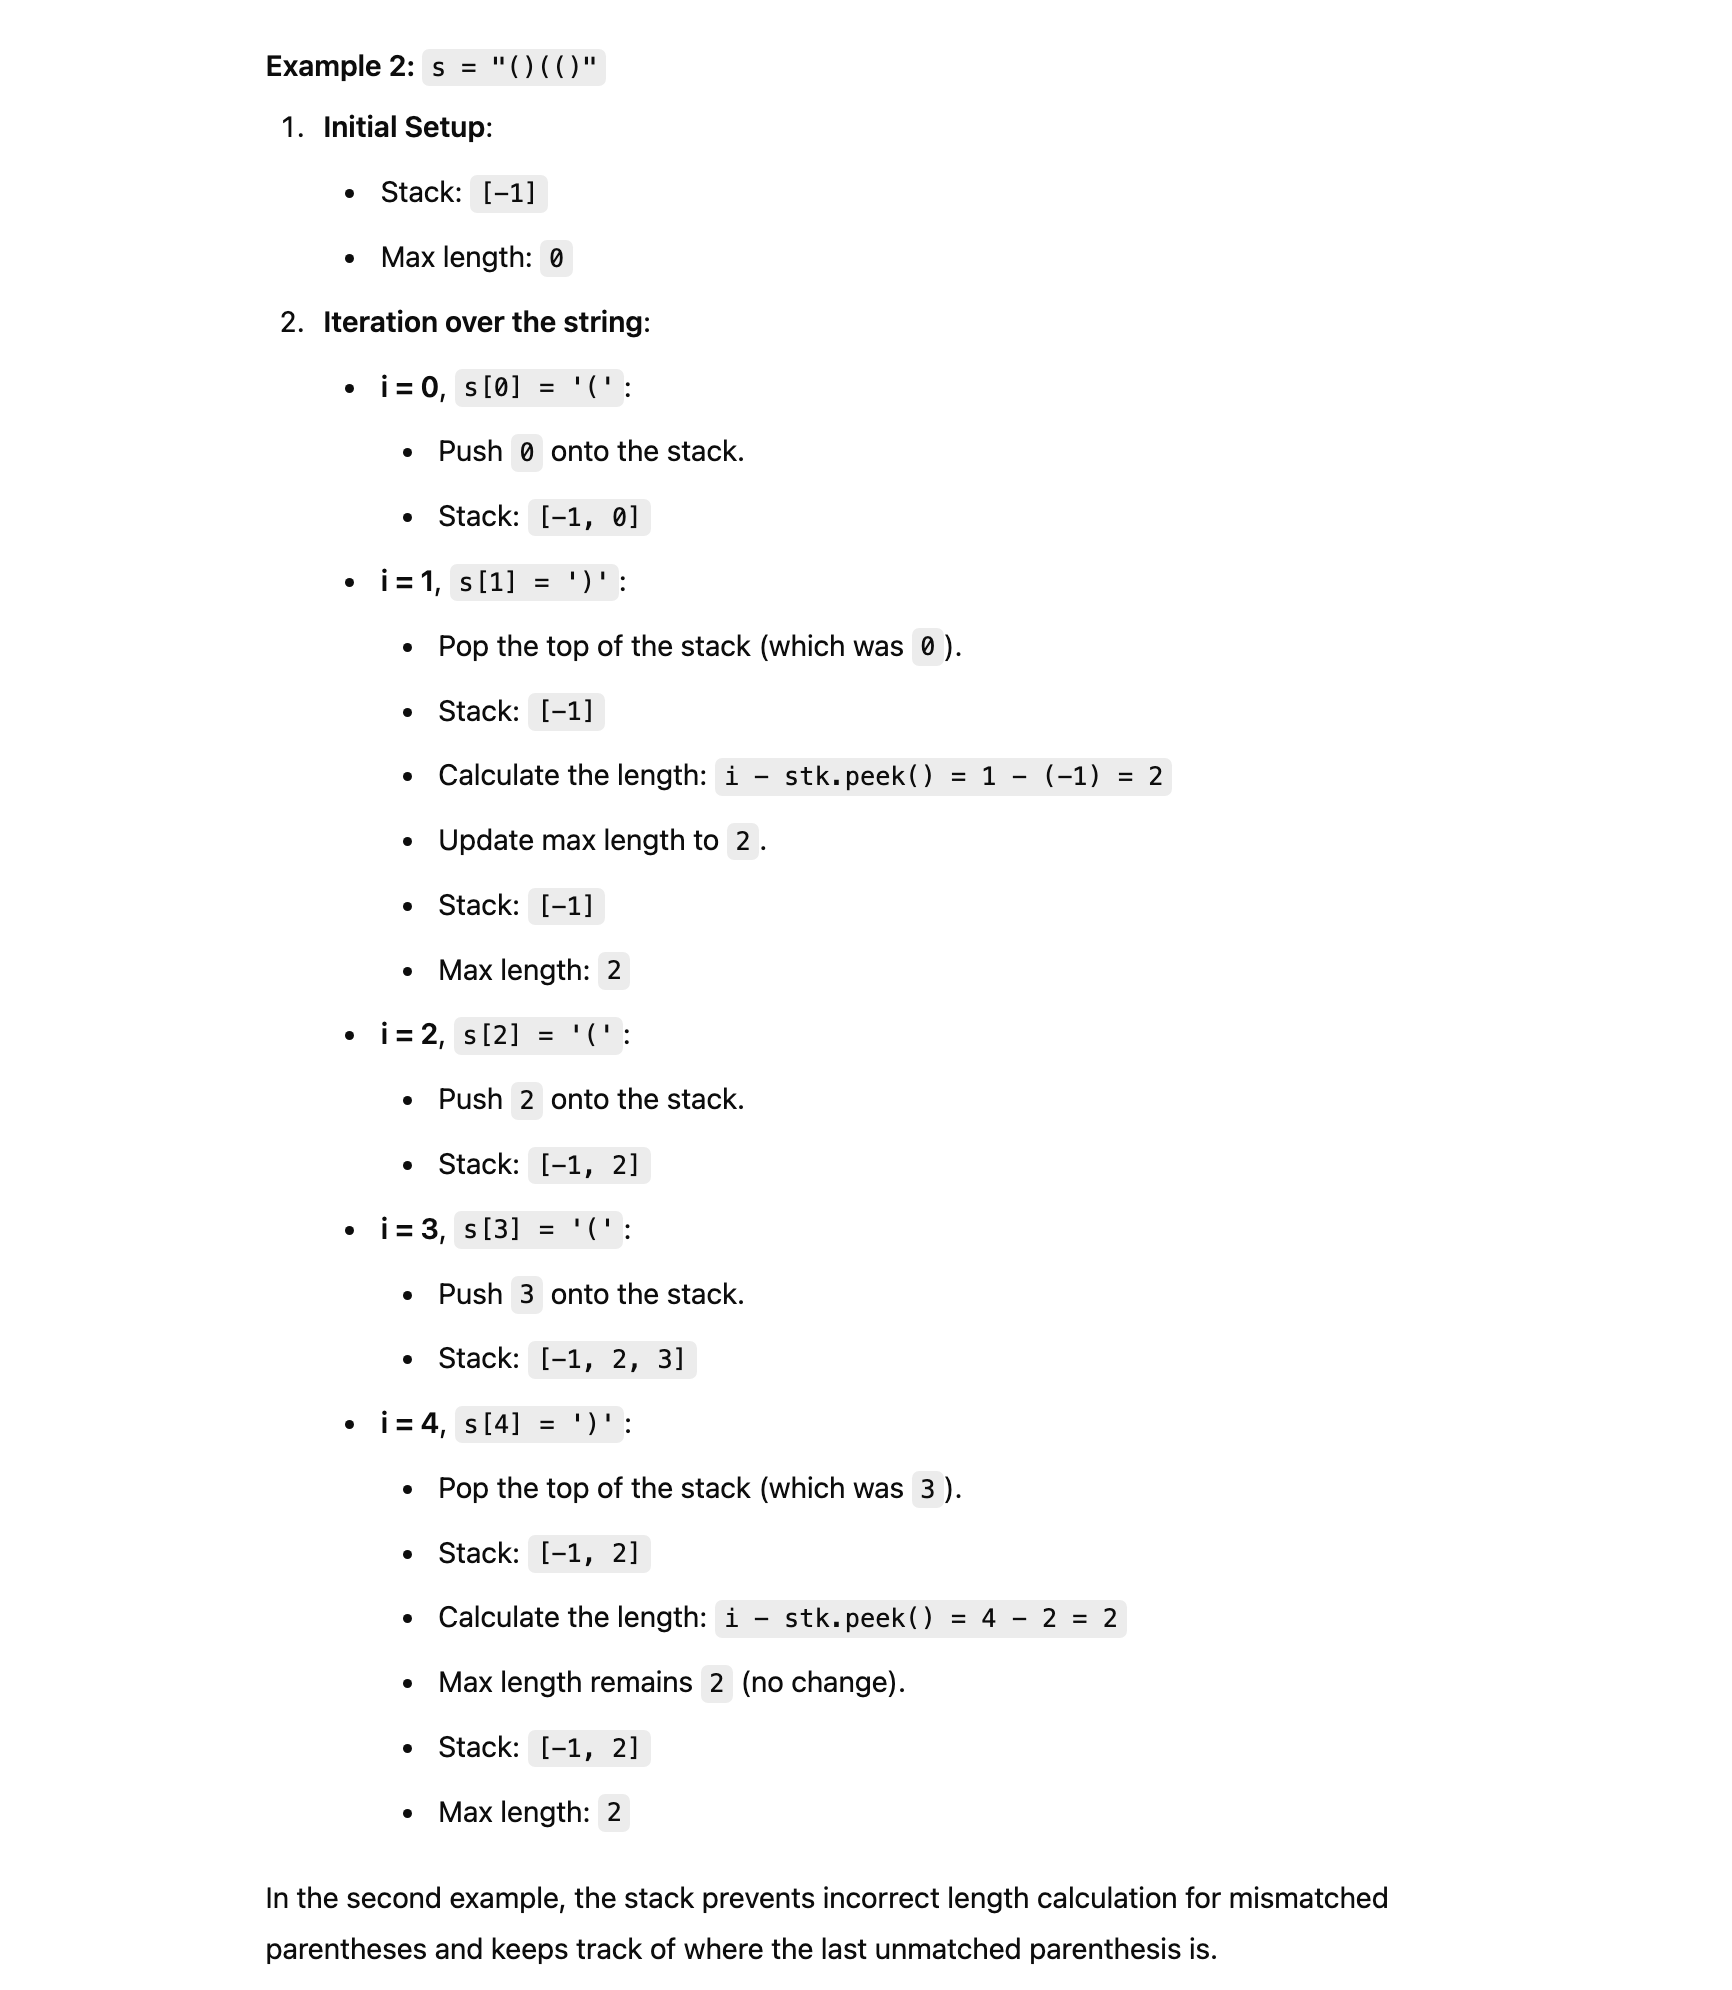 Example 2: s = "()(()"
1. Initial Setup:
• Stack: [-1]
• Max length: 0
2. Iteration over the string:
• i = 0, s[0] = '(':
• Push 0 onto the stack.
• Stack: [-1, 0]
• i = 1, s[1] = ')':
• Pop the top of the stack (which was 0).
• Stack: [-1]
• Calculate the length: i - stk.peek() = 1 - (-1) = 2
• Update max length to 2.
• Stack: [-1]
• Max length: 2
• i = 2, s[2] = '(':
• Push 2 onto the stack.
• Stack: [-1, 2]
• i = 3, s[3] = '(':
• Push 3 onto the stack.
• Stack: [-1, 2, 3]
• i = 4, s[4] = ')':
• Pop the top of the stack (which was 3).
• Stack: [-1, 2]
• Calculate the length: i - stk.peek() = 4 - 2 = 2
• Max length remains 2 (no change).
• Stack: [-1, 2]
• Max length: 2
In the second example, the stack prevents incorrect length calculation for mismatched
parentheses and keeps track of where the last unmatched parenthesis is.